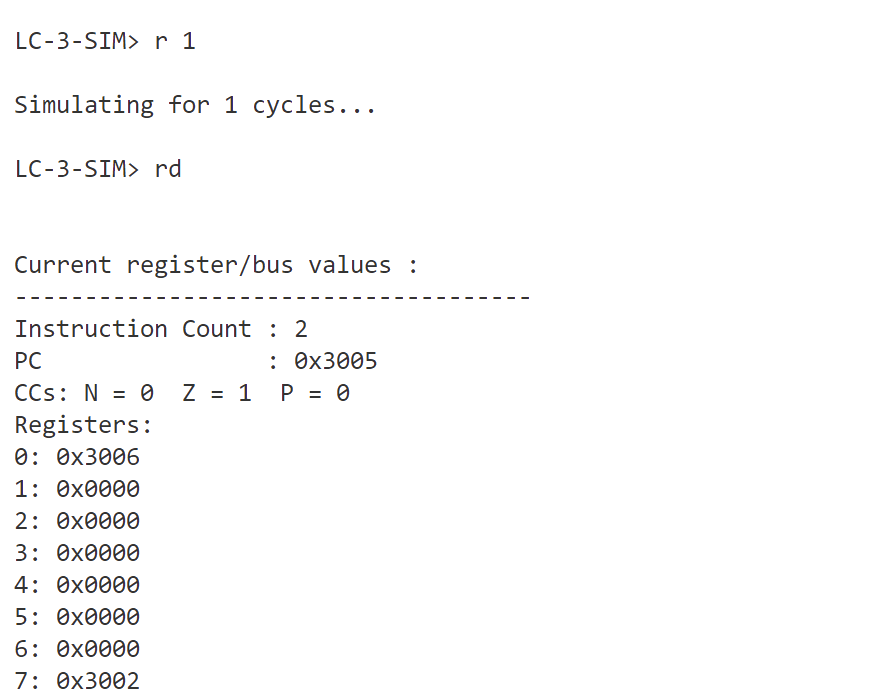 LC-3-SIM> r 1
Simulating for 1 cycles...
LC-3-SIM> rd
Current register/bus values :
-------------------------------------
Instruction Count : 2
PC                : 0x3005
CCs: N = 0  Z = 1  P = 0
Registers:
0: 0x3006
1: 0x0000
2: 0x0000
3: 0x0000
4: 0x0000
5: 0x0000
6: 0x0000
7: 0x3002